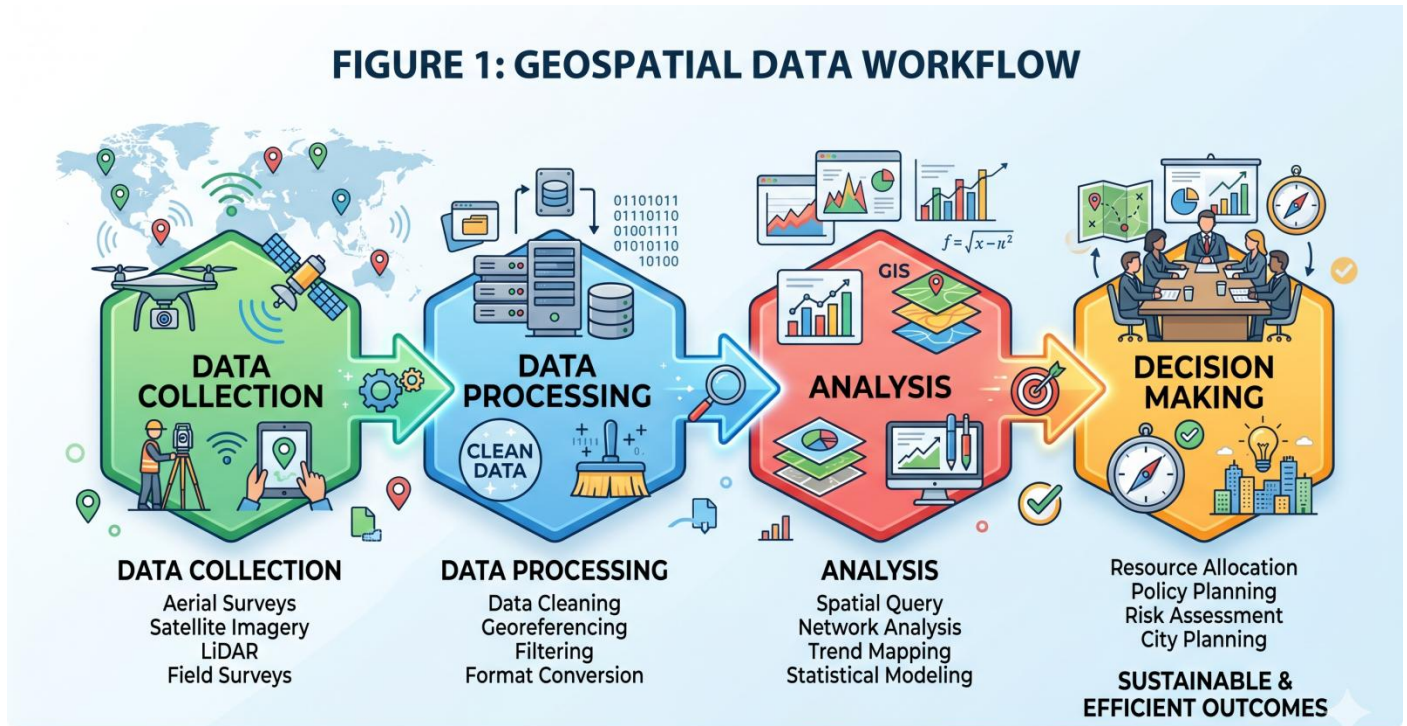 FIGURE 1: GEOSPATIAL DATA WORKFLOW
01101011
01110110
01001111
01010110
10100
f=√x-n²
GIS
DATA
COLLECTION
DATA
PROCESSING
ANALYSIS
DECISION
MAKING
CLEAN
DATA
DATA COLLECTION
Aerial Surveys
Satellite Imagery
LiDAR
Field Surveys
DATA PROCESSING
Data Cleaning
Georeferencing
Filtering
Format Conversion
ANALYSIS
Spatial Query
Network Analysis
Trend Mapping
Statistical Modeling
Resource Allocation
Policy Planning
Risk Assessment
City Planning
SUSTAINABLE &
EFFICIENT OUTCOMES